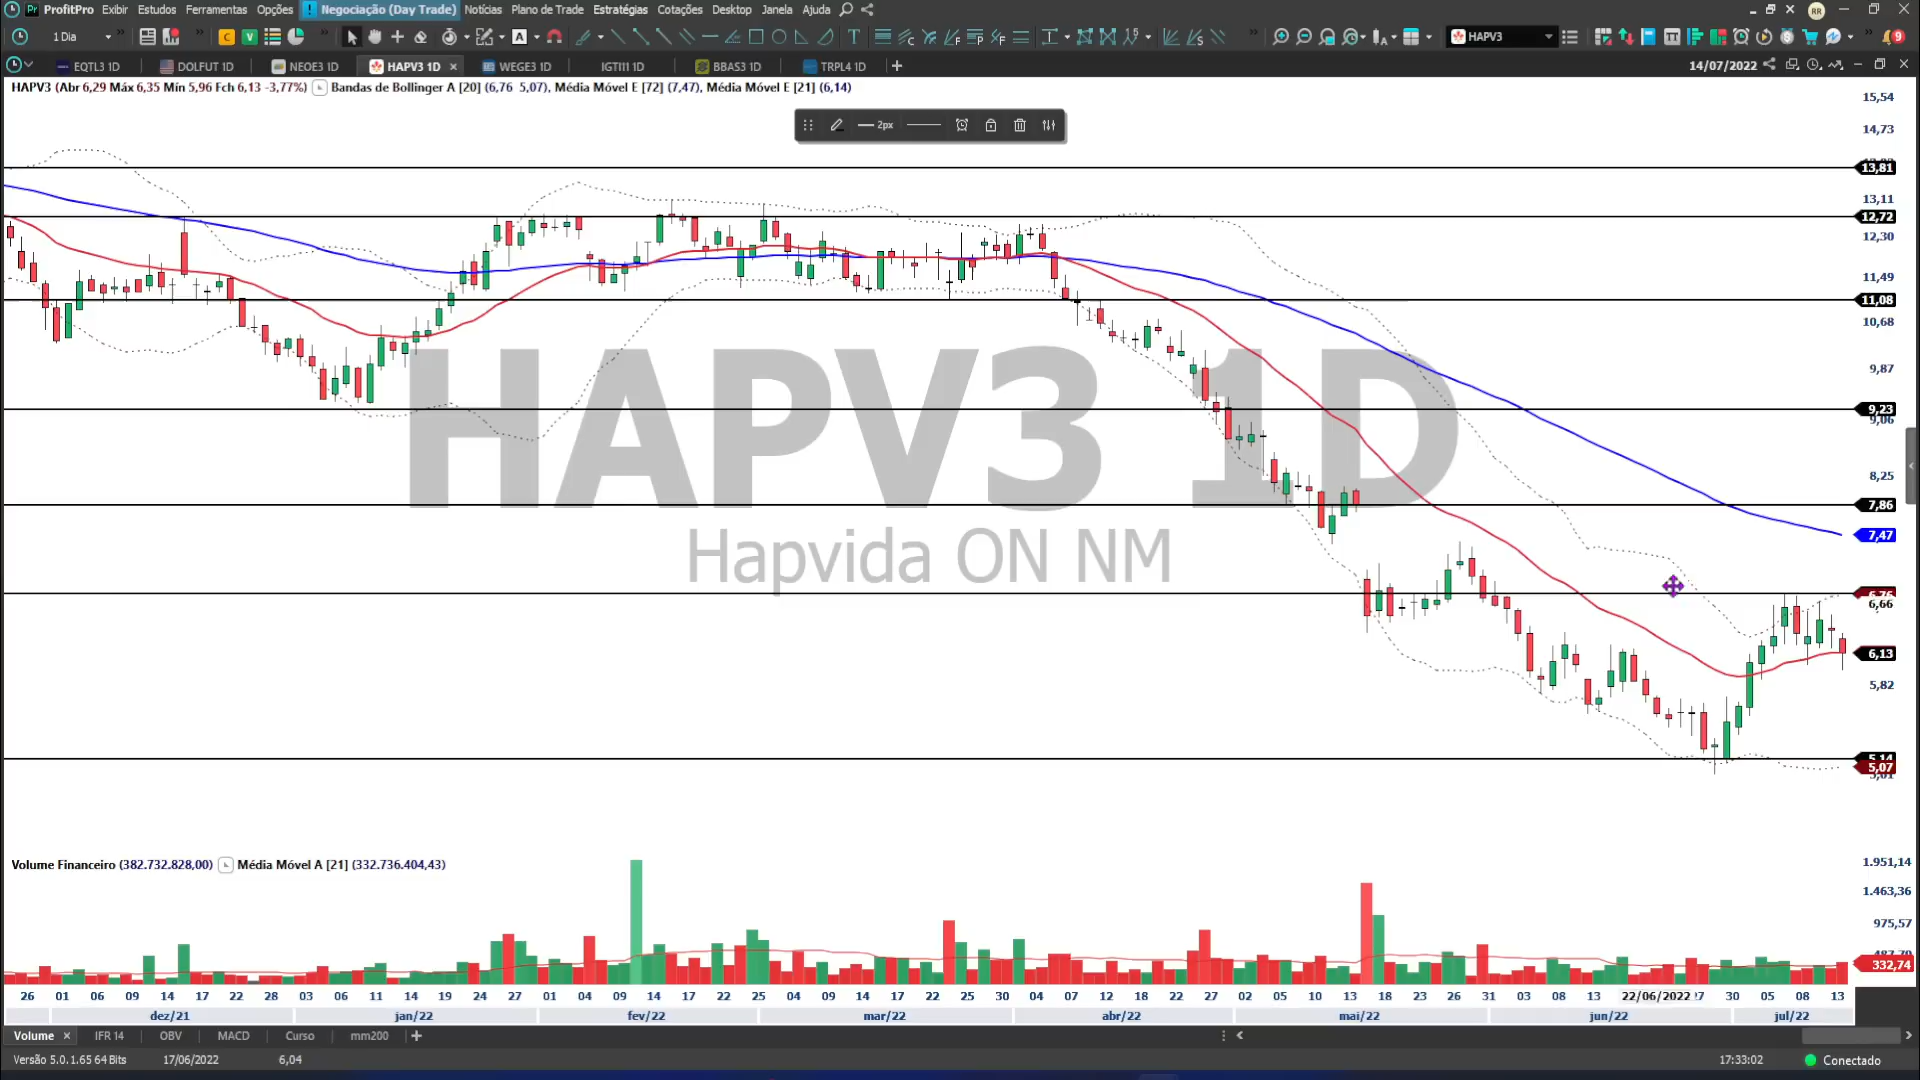 ProfitPro Exibir Estudos Ferramentas Opções ! Negociação (Day Trade) Notícias Plano de Trade Estratégias Cotações Desktop Janela Ajuda RR
1 Dia C V A T HAPV3 TT 9
EQTL3 1D DOLFUT 1D NEOE3 1D HAPV3 1D WEGE3 1D IGTI11 1D BBAS3 1D TRPL4 1D 14/07/2022
HAPV3 (Abr 6,29 Máx 6,35 Mín 5,96 Fch 6,13 -3,77%) Bandas de Bollinger A [20] (6,76 5,07), Média Móvel E [72] (7,47), Média Móvel E [21] (6,14)
2px
15,54
14,73
13,81
13,11
12,72
12,30
11,49
11,08
10,68
9,87
9,23
9,06
8,25
7,86
7,47
6,76
6,66
6,13
5,82
5,14
5,07
5,01
HAPV3 1D
Hapvida ON NM
Volume Financeiro (382.732.828,00) Média Móvel A [21] (332.736.404,43)
1.951,14
1.463,36
975,57
332,74
26 01 06 09 14 17 22 28 03 06 11 14 19 24 27 01 04 09 14 17 22 25 04 09 14 17 22 25 30 04 07 12 18 22 27 02 05 10 13 18 23 26 31 03 08 13 22/06/2022 30 05 08 13
dez/21 jan/22 fev/22 mar/22 abr/22 mai/22 jun/22 jul/22
Volume IFR 14 OBV MACD Curso mm200
Versão 5.0.1.65 64 Bits 17/06/2022 6,04 17:33:02 Conectado